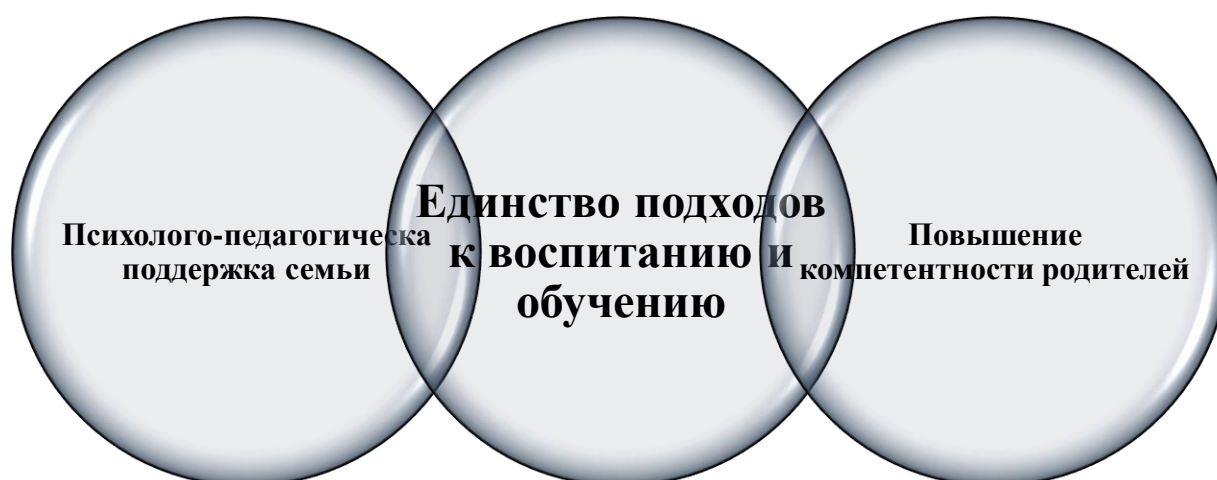 Психолого-педагогическа
поддержка семьи
Единство подходов
к воспитанию и
обучению
Повышение
компетентности родителей